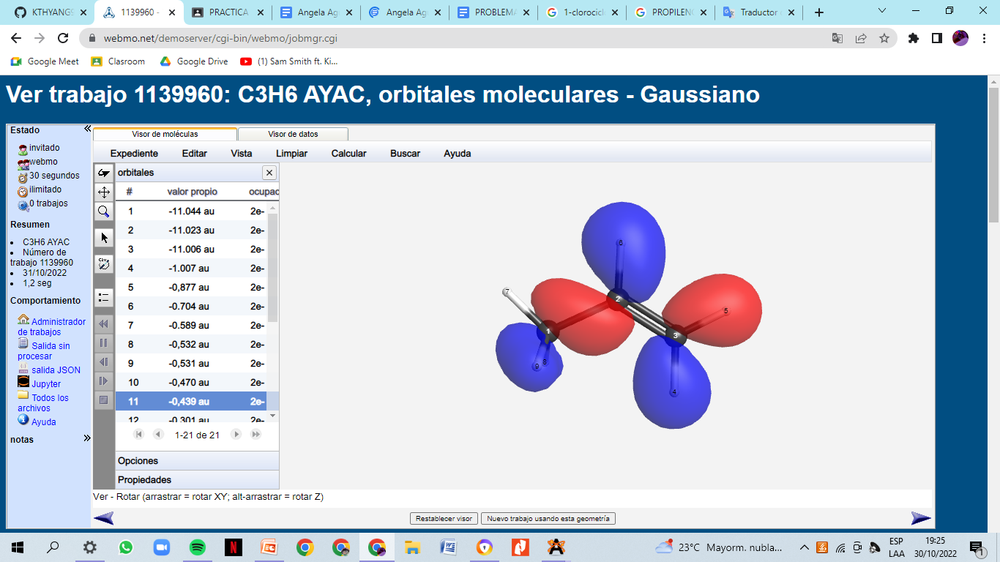 KTHYANG9
1139960 -
PRACTICA
Angela Ag
Angela Ag
PROBLEMA
1-clorocicl
PROPILENO
Traductor
webmo.net/demoserver/cgi-bin/webmo/jobmgr.cgi
Google Meet
Clasroom
Google Drive
(1) Sam Smith ft. Ki...
Ver trabajo 1139960: C3H6 AYAC, orbitales moleculares - Gaussiano
Estado
invitado
webmo
30 segundos
ilimitado
0 trabajos
Resumen
C3H6 AYAC
Número de
trabajo 1139960
31/10/2022
1,2 seg
Comportamiento
Administrador
de trabajos
Salida sin
procesar
salida JSON
Jupyter
Todos los
archivos
Ayuda
notas
Visor de moléculas
Visor de datos
Expediente Editar Vista Limpiar Calcular Buscar Ayuda
orbitales
# valor propio ocupac
1 -11.044 au 2e-
2 -11.023 au 2e-
3 -11.006 au 2e-
4 -1.007 au 2e-
5 -0,877 au 2e-
6 -0.704 au 2e-
7 -0.589 au 2e-
8 -0,532 au 2e-
9 -0,531 au 2e-
10 -0,470 au 2e-
11 -0,439 au 2e-
12 -0.301 au 2e-
1-21 de 21
Opciones
Propiedades
6
2
7
5
1
3
9 8
4
Ver - Rotar (arrastrar = rotar XY; alt-arrastrar = rotar Z)
Restablecer visor
Nuevo trabajo usando esta geometría
23°C Mayorm. nubla...
ESP
LAA
19:25
30/10/2022
1